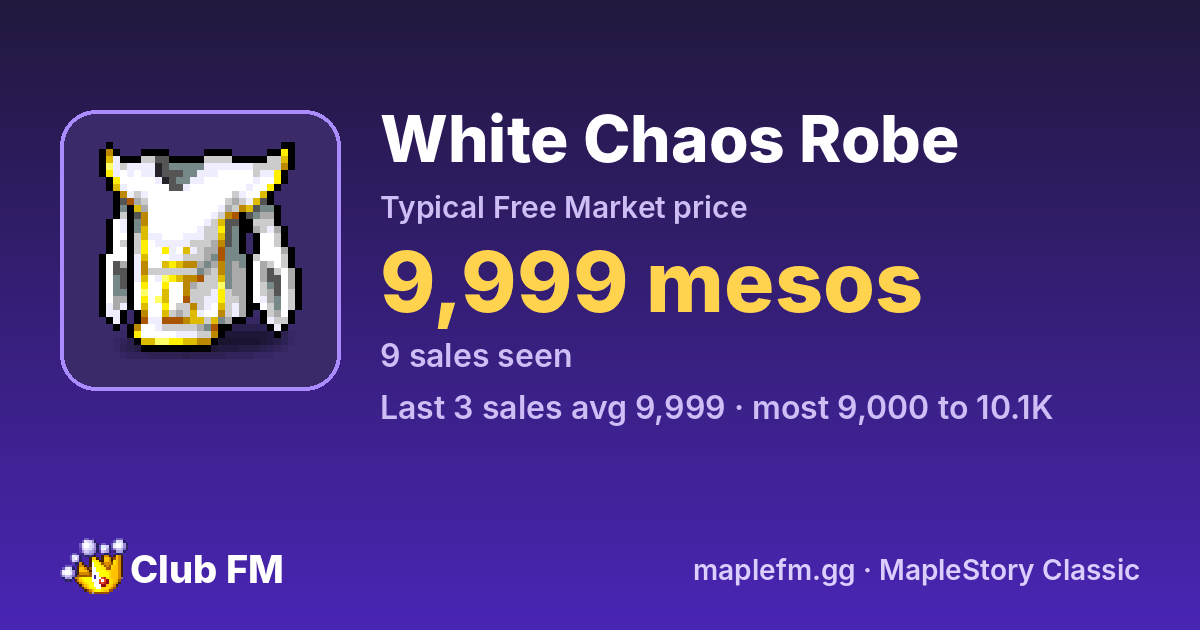 White Chaos Robe
Typical Free Market price
9,999 mesos
9 sales seen
Last 3 sales avg 9,999 · most 9,000 to 10.1K
Club FM
maplefm.gg · MapleStory Classic